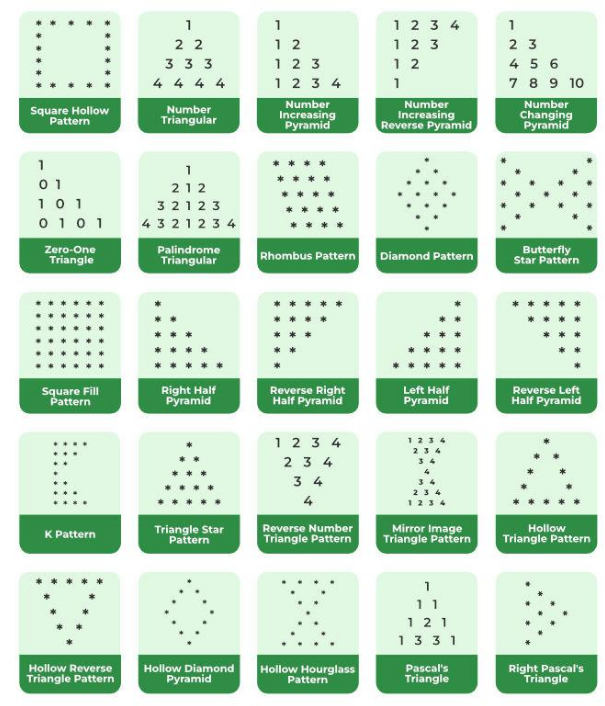 * * * * *
* *
* *
* *
* *
* * * * *
Square Hollow
Pattern
1
2 2
3 3 3
4 4 4 4
Number
Triangular
1
1 2
1 2 3
1 2 3 4
Number
Increasing
Pyramid
1 2 3 4
1 2 3
1 2
1
Number
Increasing
Reverse Pyramid
1
2 3
4 5 6
7 8 9 10
Number
Changing
Pyramid
1
0 1
1 0 1
0 1 0 1
Zero-One
Triangle
1
2 1 2
3 2 1 2 3
4 3 2 1 2 3 4
Palindrome
Triangular
* * * *
* * * *
* * * *
* * * *
* * * *
Rhombus Pattern
*
* *
* * *
* * * *
* * *
* *
*
Diamond Pattern
* *
* * * *
* * * *
* * *
* * * *
* * * *
* *
Butterfly
Star Pattern
* * * * * *
* * * * * *
* * * * * *
* * * * * *
* * * * * *
* * * * * *
Square Fill
Pattern
*
* *
* * *
* * * *
* * * * *
Right Half
Pyramid
* * * * *
* * * *
* * *
* *
*
Reverse Right
Half Pyramid
*
* *
* * *
* * * *
* * * * *
Left Half
Pyramid
* * * * *
* * * *
* * *
* *
*
Reverse Left
Half Pyramid
* * * *
* * *
* *
*
* *
* * *
* * * *
K Pattern
*
* *
* * *
* * * *
* * * * *
Triangle Star
Pattern
1 2 3 4
2 3 4
3 4
4
Reverse Number
Triangle Pattern
1 2 3 4
2 3 4
3 4
4
3 4
2 3 4
1 2 3 4
Mirror Image
Triangle Pattern
*
* *
* *
* *
* * * * *
Hollow
Triangle Pattern
* * * * *
* *
* *
* *
*
Hollow Reverse
Triangle Pattern
*
* *
* *
* *
* *
* *
*
Hollow Diamond
Pyramid
* * * *
* *
* *
*
* *
* *
* * * *
Hollow Hourglass
Pattern
1
1 1
1 2 1
1 3 3 1
Pascal's
Triangle
*
*
* *
* *
* *
*
*
Right Pascal's
Triangle